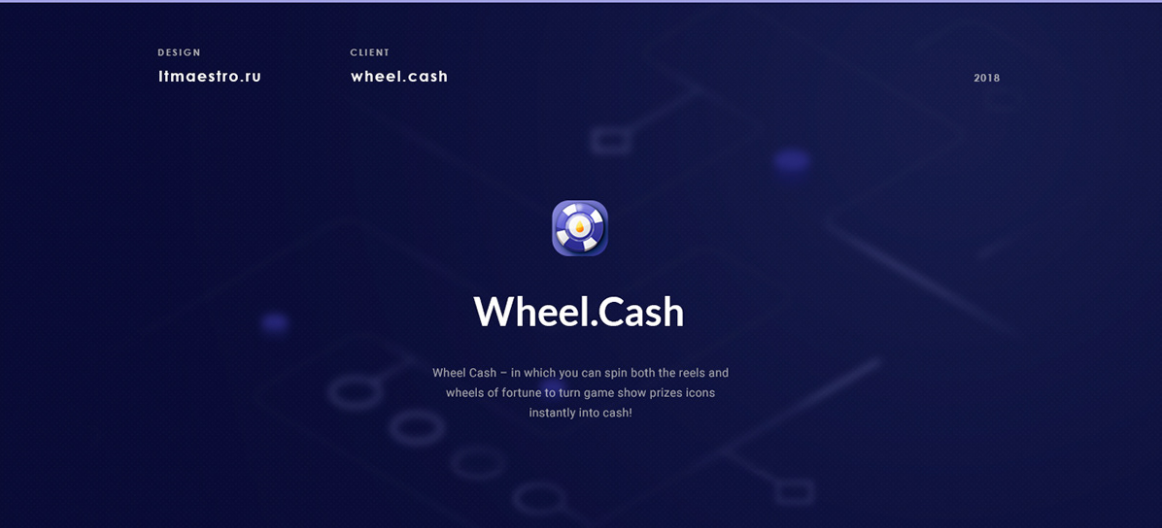 DESIGN
ltmaestro.ru
CLIENT
wheel.cash
2018
Wheel.Cash
Wheel Cash – in which you can spin both the reels and
wheels of fortune to turn game show prizes icons
instantly into cash!